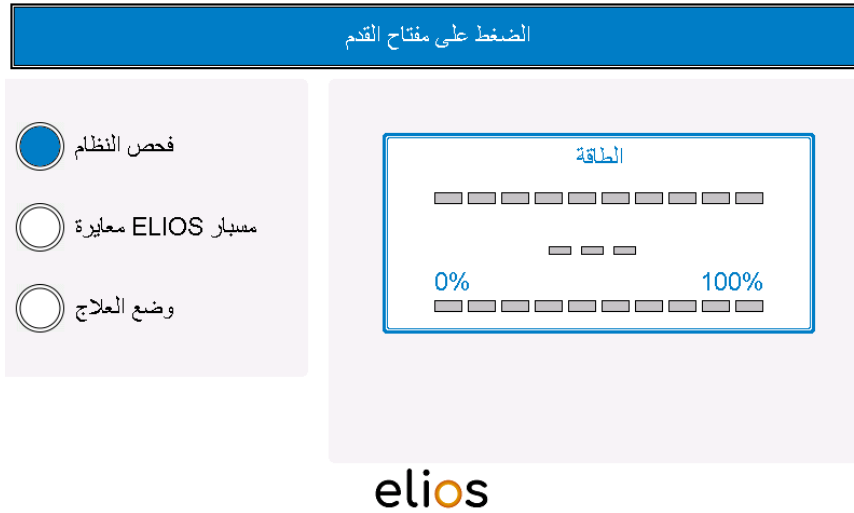 الضغط على مفتاح القدم
فحص النظام
مسبار ELIOS معايرة
وضع العلاج
الطاقة
0% 100%
elios